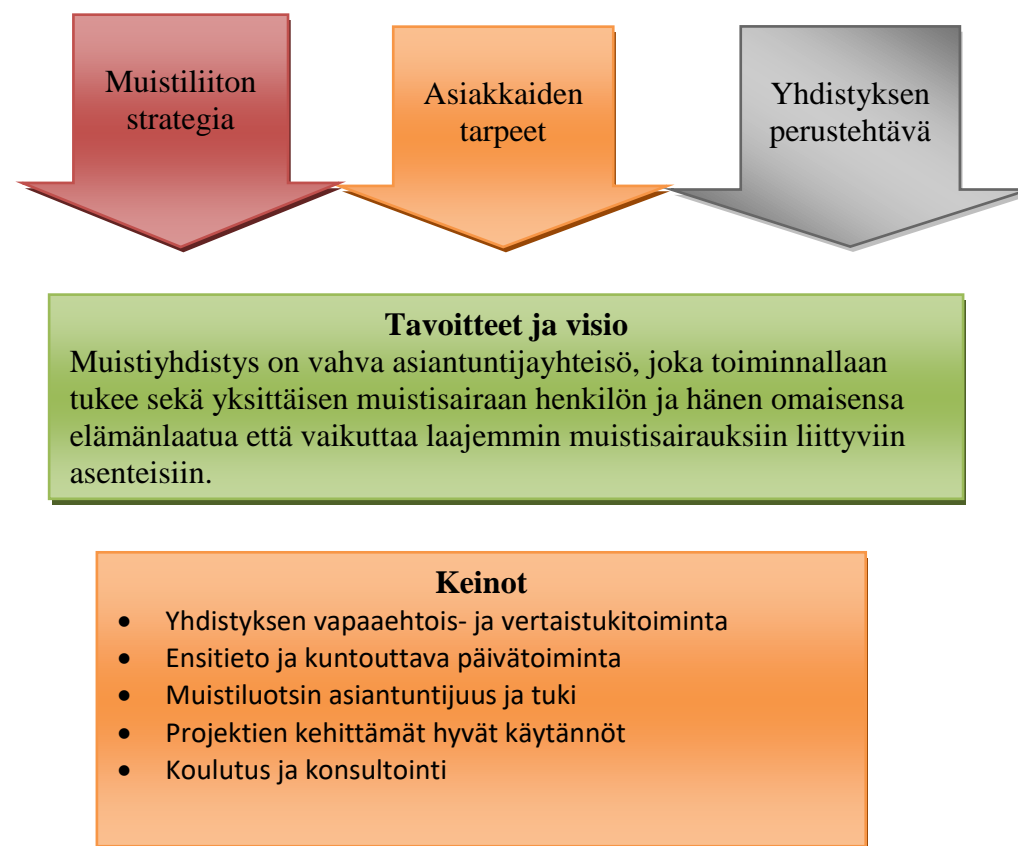 Muistiliiton
strategia
Asiakkaiden
tarpeet
Yhdistyksen
perustehtävä
Tavoitteet ja visio
Muistiyhdistys on vahva asiantuntijayhteisö, joka toiminnallaan
tukee sekä yksittäisen muistisairaan henkilön ja hänen omaisensa
elämänlaatua että vaikuttaa laajemmin muistisairauksiin liittyviin
asenteisiin.
Keinot
• Yhdistyksen vapaaehtois- ja vertaistukitoiminta
• Ensitieto ja kuntouttava päivätoiminta
• Muistiluotsin asiantuntijuus ja tuki
• Projektien kehittämät hyvät käytännöt
• Koulutus ja konsultointi